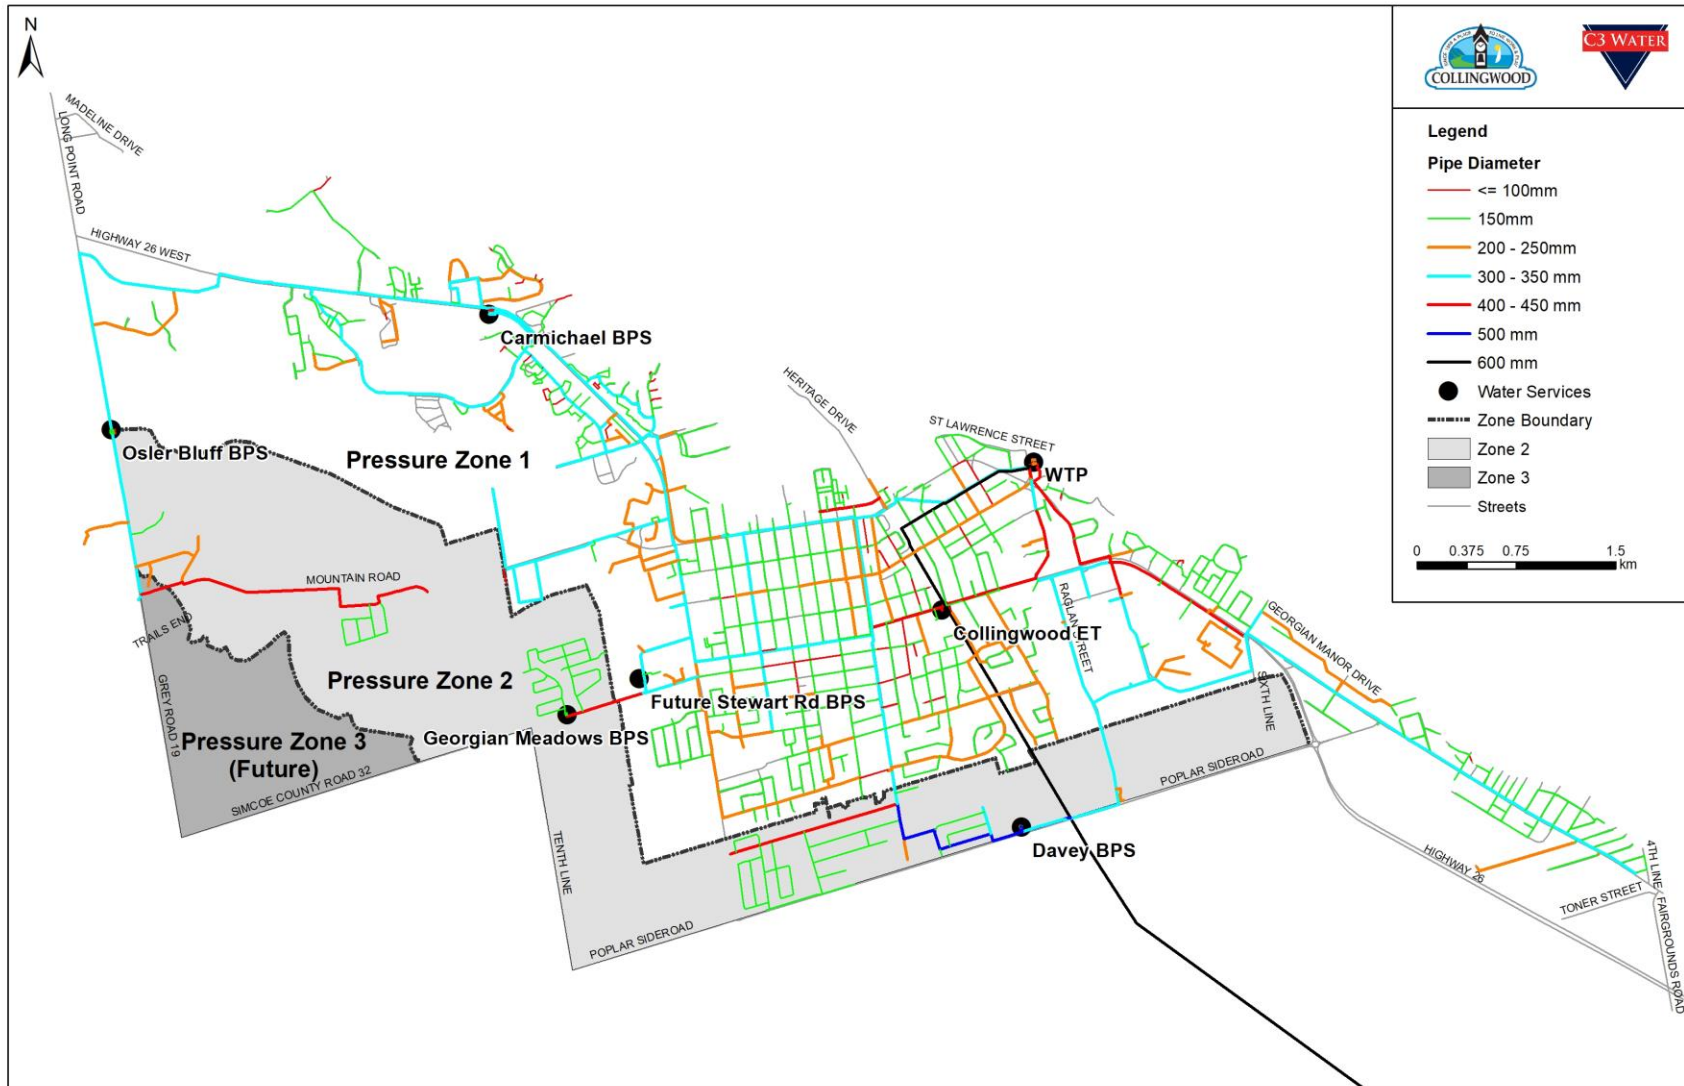 N
MADELINE DRIVE
LONG POINT ROAD
HIGHWAY 26 WEST
Carmichael BPS
HERITAGE DRIVE
ST LAWRENCE STREET
WTP
Osler Bluff BPS
Pressure Zone 1
MOUNTAIN ROAD
TRAILS END
GREY ROAD 19
Pressure Zone 2
Pressure Zone 3
(Future)
SIMCOE COUNTY ROAD 32
Georgian Meadows BPS
Future Stewart Rd BPS
Collingwood ET
RAGLAN STREET
GEORGIAN MANOR DRIVE
SIXTH LINE
POPLAR SIDEROAD
Davey BPS
TENTH LINE
POPLAR SIDEROAD
HIGHWAY 26
4TH LINE
TONER STREET
FAIRGROUNDS ROAD
COLLINGWOOD
C3 WATER
Legend
Pipe Diameter
<= 100mm
150mm
200 - 250mm
300 - 350 mm
400 - 450 mm
500 mm
600 mm
Water Services
Zone Boundary
Zone 2
Zone 3
Streets
0 0.375 0.75 1.5
km